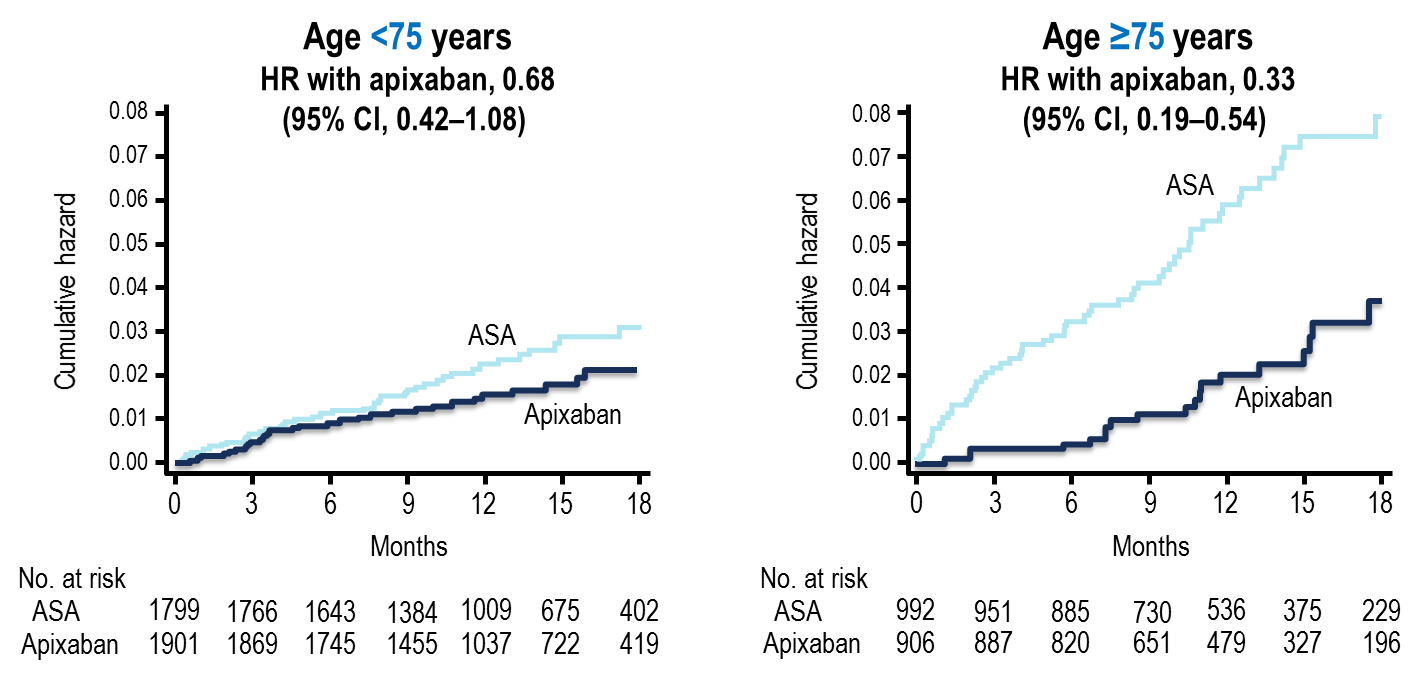 Age <75 years
HR with apixaban, 0.68
(95% CI, 0.42–1.08)
0.08
0.07
0.06
0.05
0.04
0.03
0.02
0.01
0.00
Cumulative hazard
ASA
Apixaban
0 3 6 9 12 15 18
Months
No. at risk
ASA 1799 1766 1643 1384 1009 675 402
Apixaban 1901 1869 1745 1455 1037 722 419
Age ≥75 years
HR with apixaban, 0.33
(95% CI, 0.19–0.54)
0.08
0.07
0.06
0.05
0.04
0.03
0.02
0.01
0.00
Cumulative hazard
ASA
Apixaban
0 3 6 9 12 15 18
Months
No. at risk
ASA 992 951 885 730 536 375 229
Apixaban 906 887 820 651 479 327 196